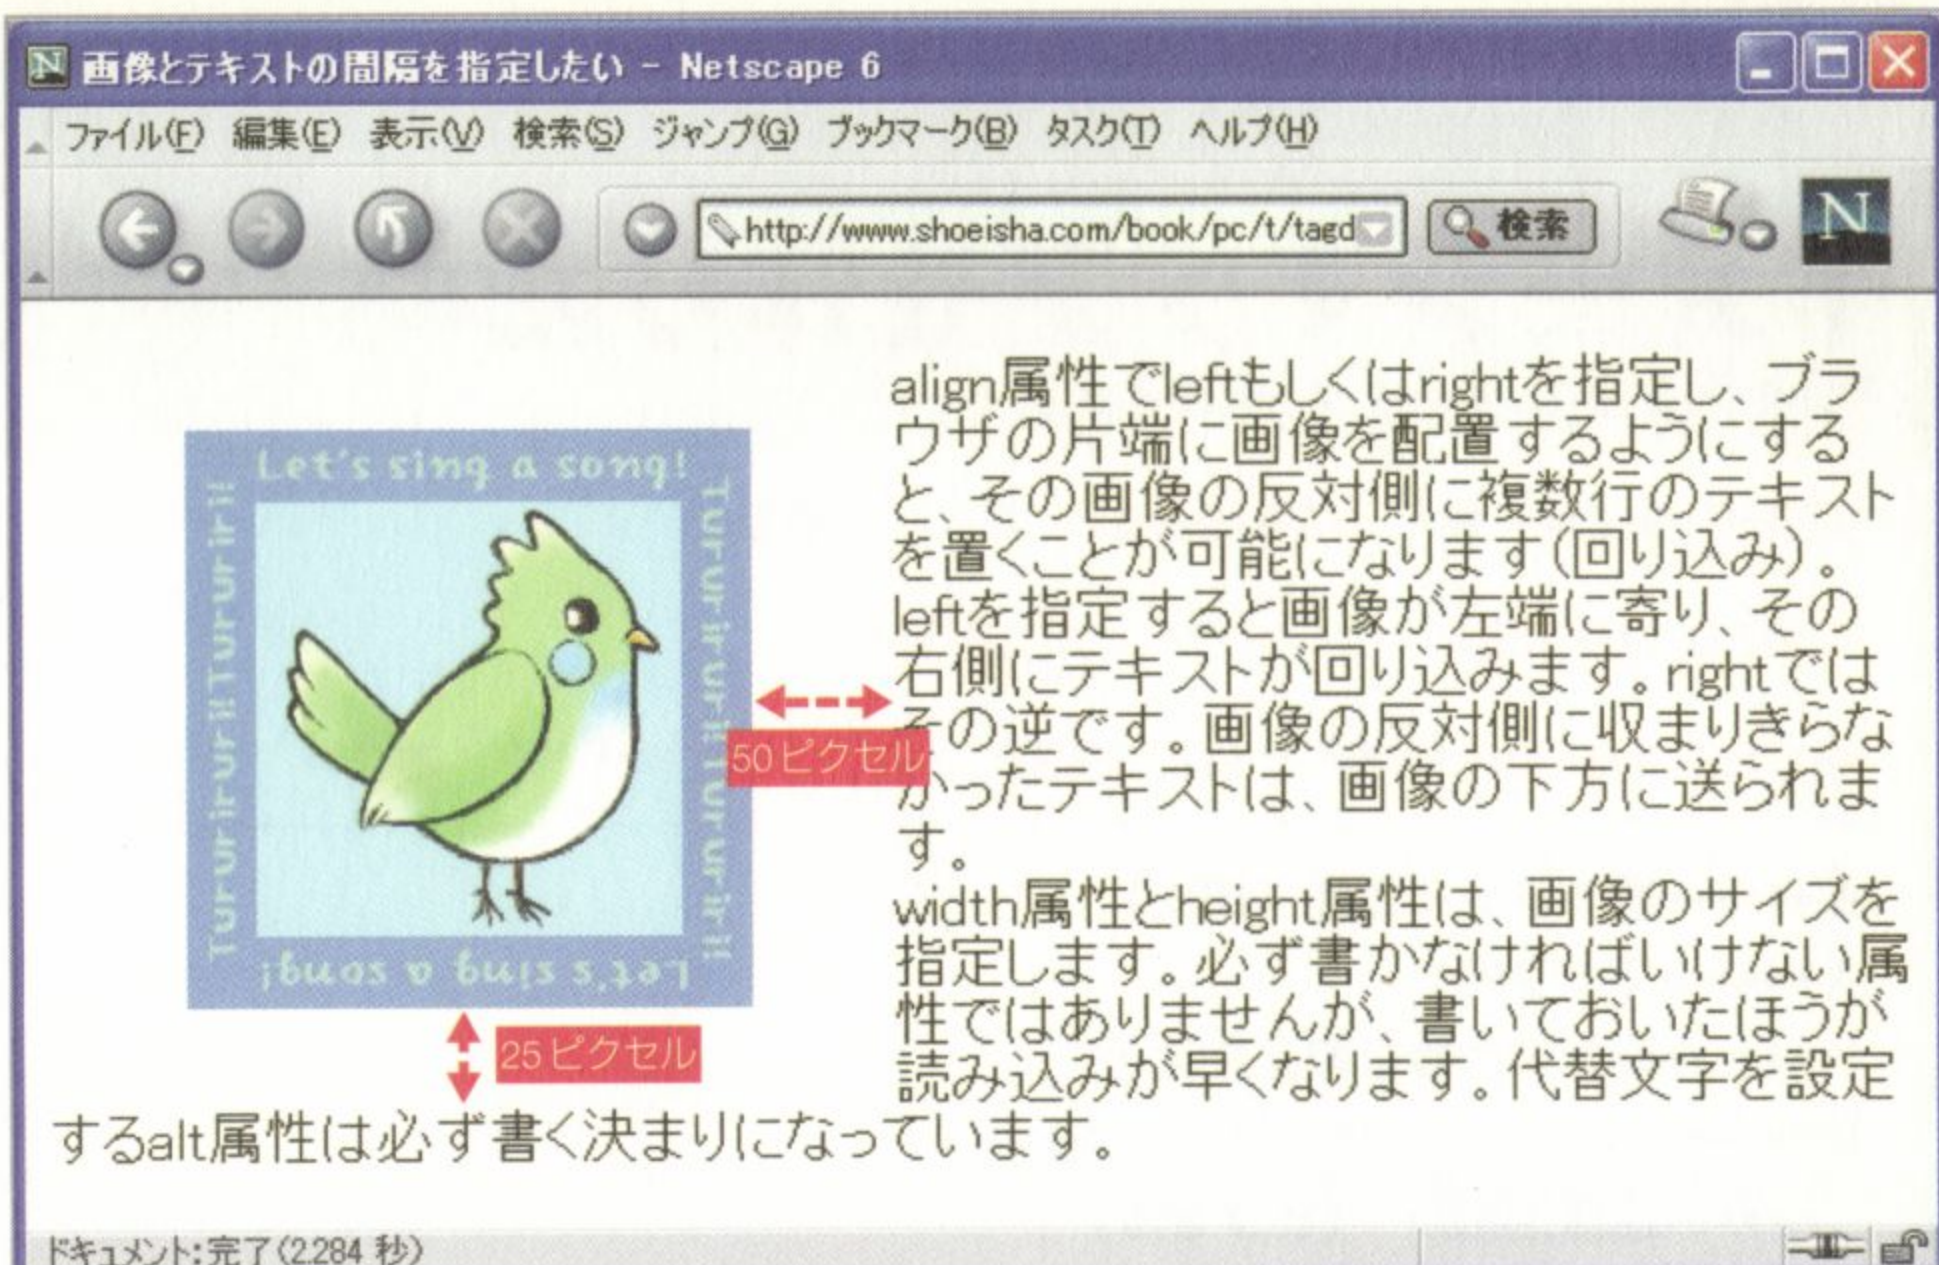 画像とテキストの間隔を指定したい - Netscape 6
ファイル(F) 編集(E) 表示(V) 検索(S) ジャンプ(G) ブックマーク(B) タスク(T) ヘルプ(H)
http://www.shoeisha.com/book/pc/t/tagd
検索
N
align属性でleftもしくはrightを指定し、ブラ
ウザの片端に画像を配置するようにする
と、その画像の反対側に複数行のテキスト
を置くことが可能になります(回り込み)。
leftを指定すると画像が左端に寄り、その
右側にテキストが回り込みます。rightでは
その逆です。画像の反対側に収まりきらな
かったテキストは、画像の下方に送られま
す。
width属性とheight属性は、画像のサイズを
指定します。必ず書かなければいけない属
性ではありませんが、書いておいたほうが
読み込みが早くなります。代替文字を設定
するalt属性は必ず書く決まりになっています。
Let's sing a song!
Tururirurir!!Tururiri!
Tururirurir!!Tururirir!!
Let's sing a song!
50ピクセル
25ピクセル
ドキュメント:完了(2.284 秒)